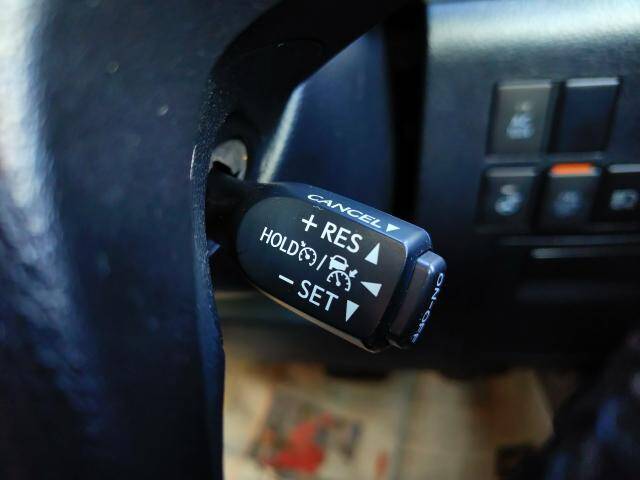 CANCEL
+ RES
HOLD /
- SET
ON-OFF